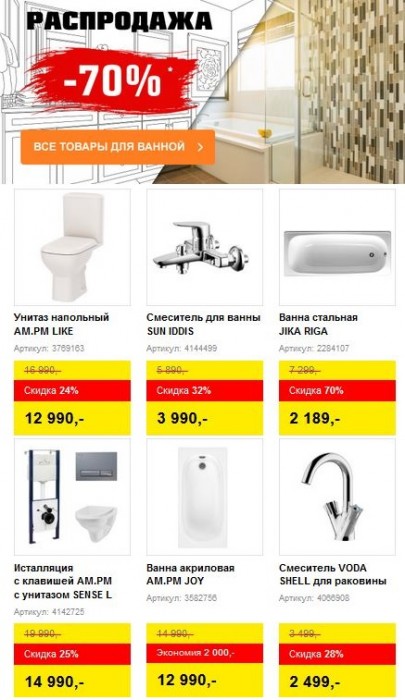 РАСПРОДАЖА
-70%*
ВСЕ ТОВАРЫ ДЛЯ ВАННОЙ
Унитаз напольный
AM.PM LIKE
Артикул: 3769163
16 990,-
Скидка 24%
12 990,-
Смеситель для ванны
SUN IDDIS
Артикул: 4144499
5 890,-
Скидка 32%
3 990,-
Ванна стальная
JIKA RIGA
Артикул: 2284107
7 299,-
Скидка 70%
2 189,-
Исталляция
с клавишей AM.PM
с унитазом SENSE L
Артикул: 4142725
19 990,-
Скидка 25%
14 990,-
Ванна акриловая
AM.PM JOY
Артикул: 3582756
14 990,-
Экономия 2 000,-
12 990,-
Смеситель VODA
SHELL для раковины
Артикул: 4066908
3 499,-
Скидка 28%
2 499,-